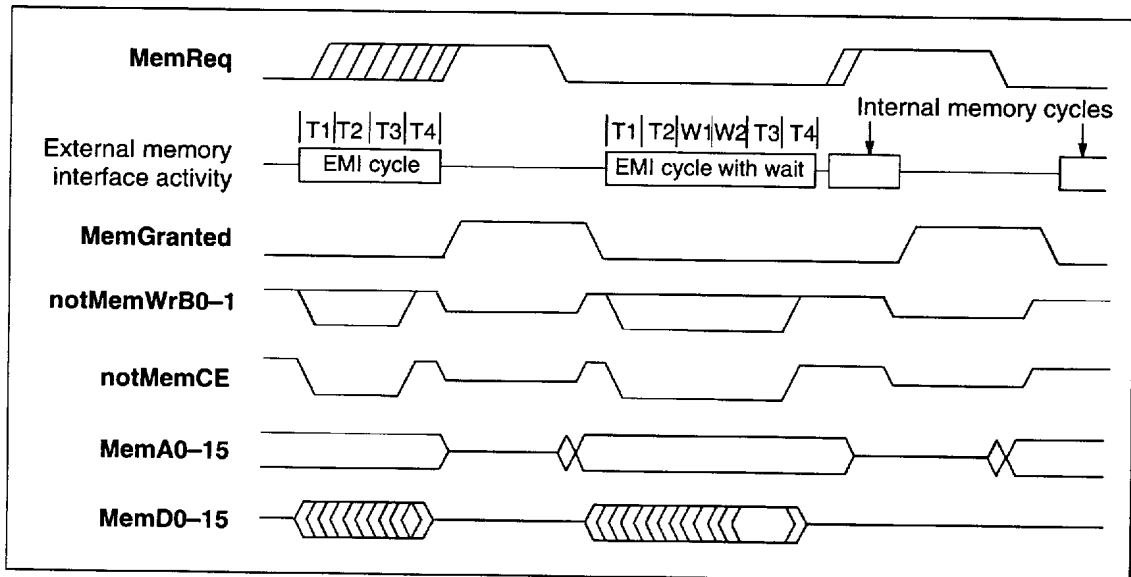 MemReq
Internal memory cycles
T1 T2 T3 T4
T1 T2 W1 W2 T3 T4
External memory
interface activity
EMI cycle
EMI cycle with wait
MemGranted
notMemWrB0–1
notMemCE
MemA0–15
MemD0–15